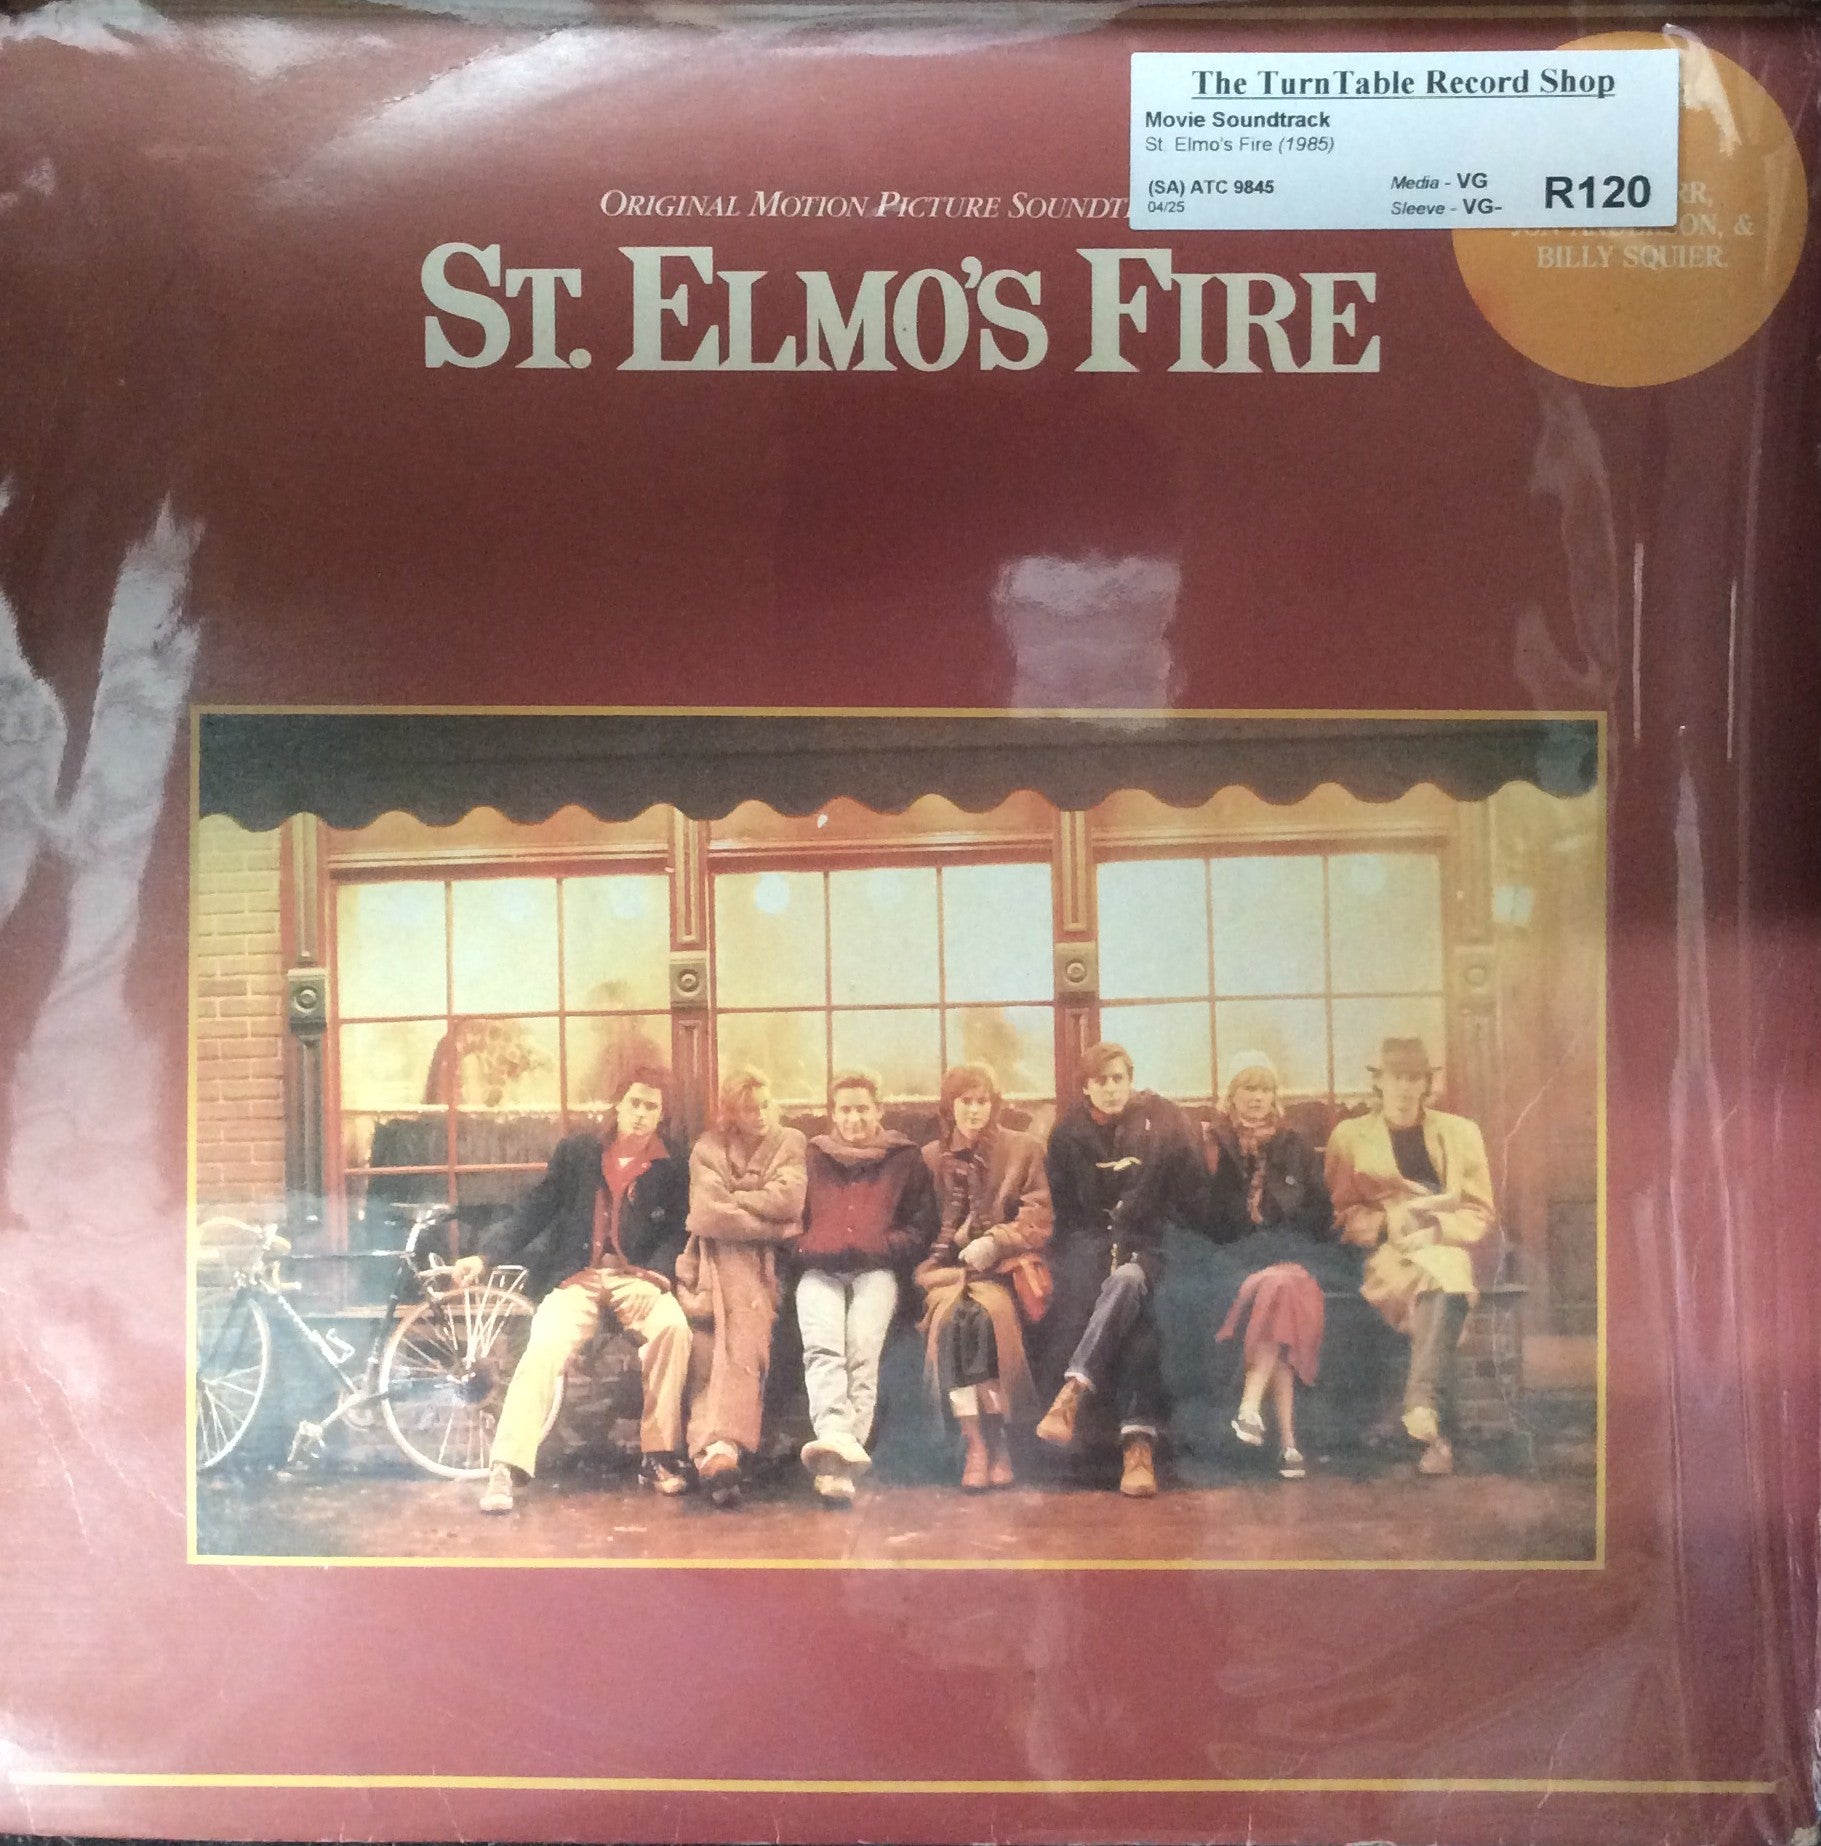 The TurnTable Record Shop
Movie Soundtrack
St. Elmo's Fire (1985)
(SA) ATC 9845
04/25
Media - VG
Sleeve - VG-
R120
ORIGINAL MOTION PICTURE
ST. ELMO'S FIRE
&
BILLY SQUIER.